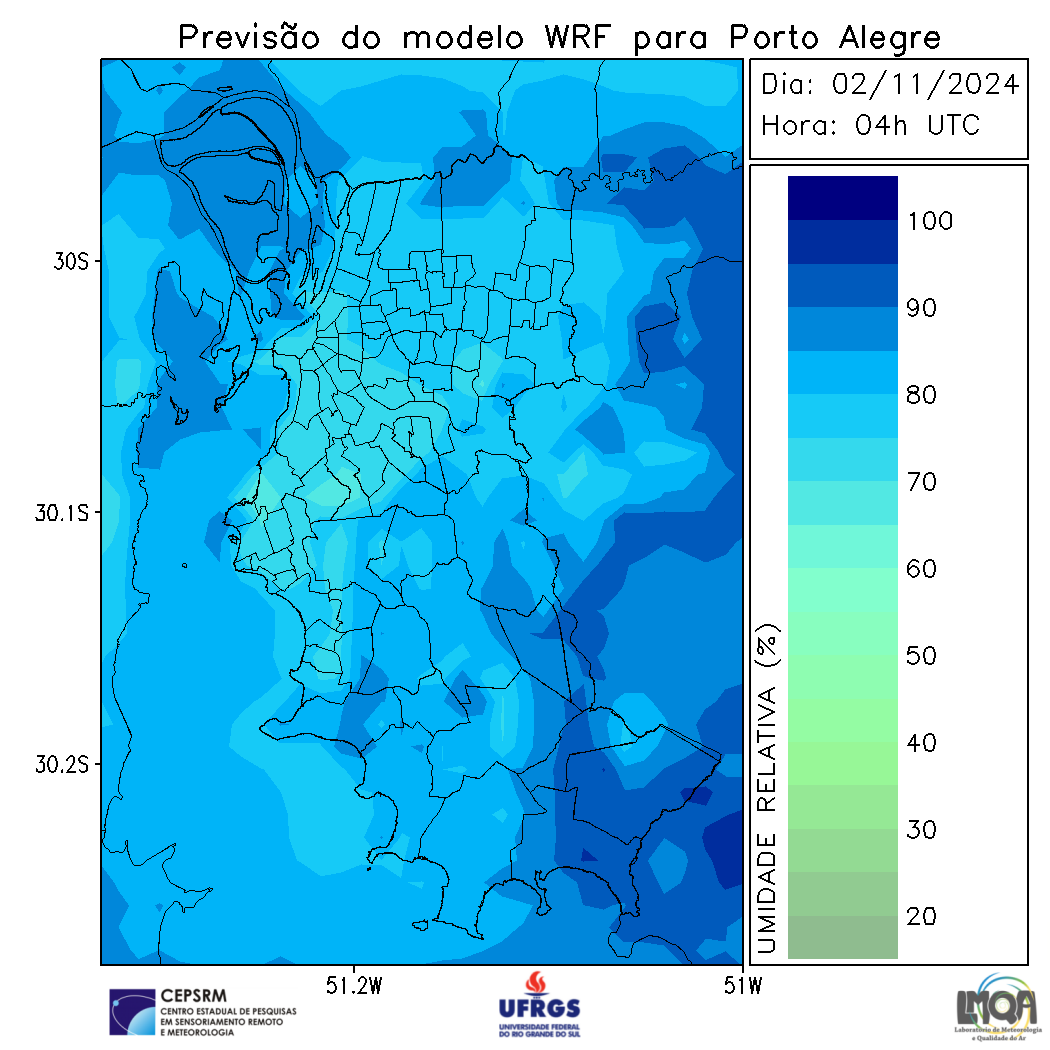 Previsão do modelo WRF para Porto Alegre
Dia: 02/11/2024
Hora: 04h UTC
30S
30.1S
30.2S
51.2W
51W
100
90
80
70
60
50
40
30
20
UMIDADE RELATIVA (%)
CEPSRM
CENTRO ESTADUAL DE PESQUISAS
EM SENSORIAMENTO REMOTO
E METEOROLOGIA
UFRGS
UNIVERSIDADE FEDERAL
DO RIO GRANDE DO SUL
LMQA
Laboratório de Meteorologia
e Qualidade do Ar